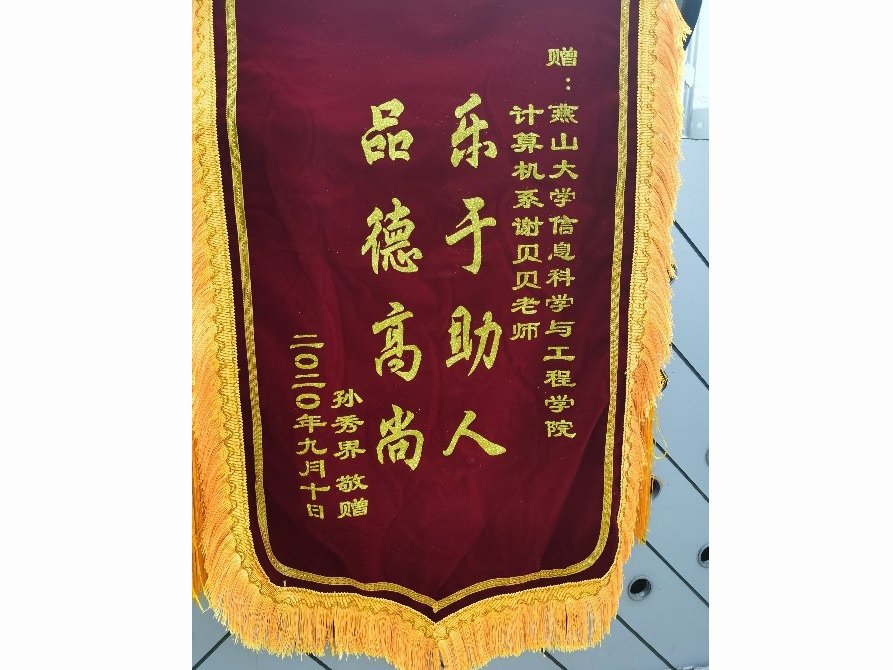 赠：燕山大学信息科学与工程学院
计算机系谢贝贝老师
乐于助人
品德高尚
孙秀界 敬赠
二〇二〇年九月十日